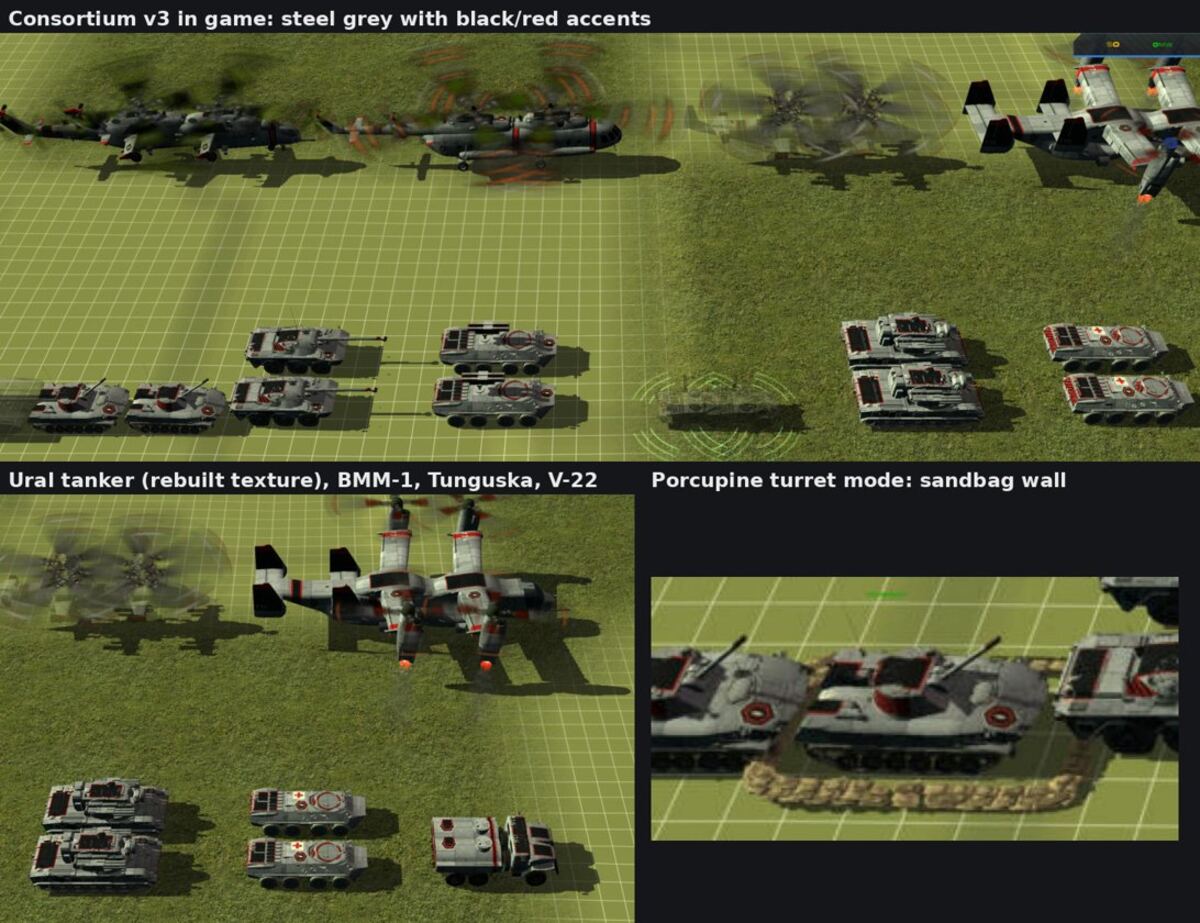 Consortium v3 in game: steel grey with black/red accents
Ural tanker (rebuilt texture), BMM-1, Tunguska, V-22
Porcupine turret mode: sandbag wall